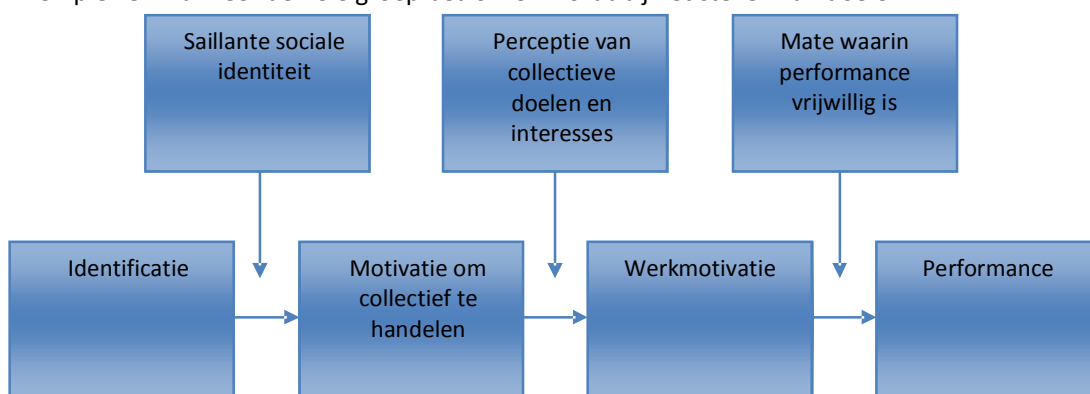 Saillante sociale
identiteit
Perceptie van
collectieve
doelen en
interesses
Mate waarin
performance
vrijwillig is
Identificatie
Motivatie om
collectief te
handelen
Werkmotivatie
Performance